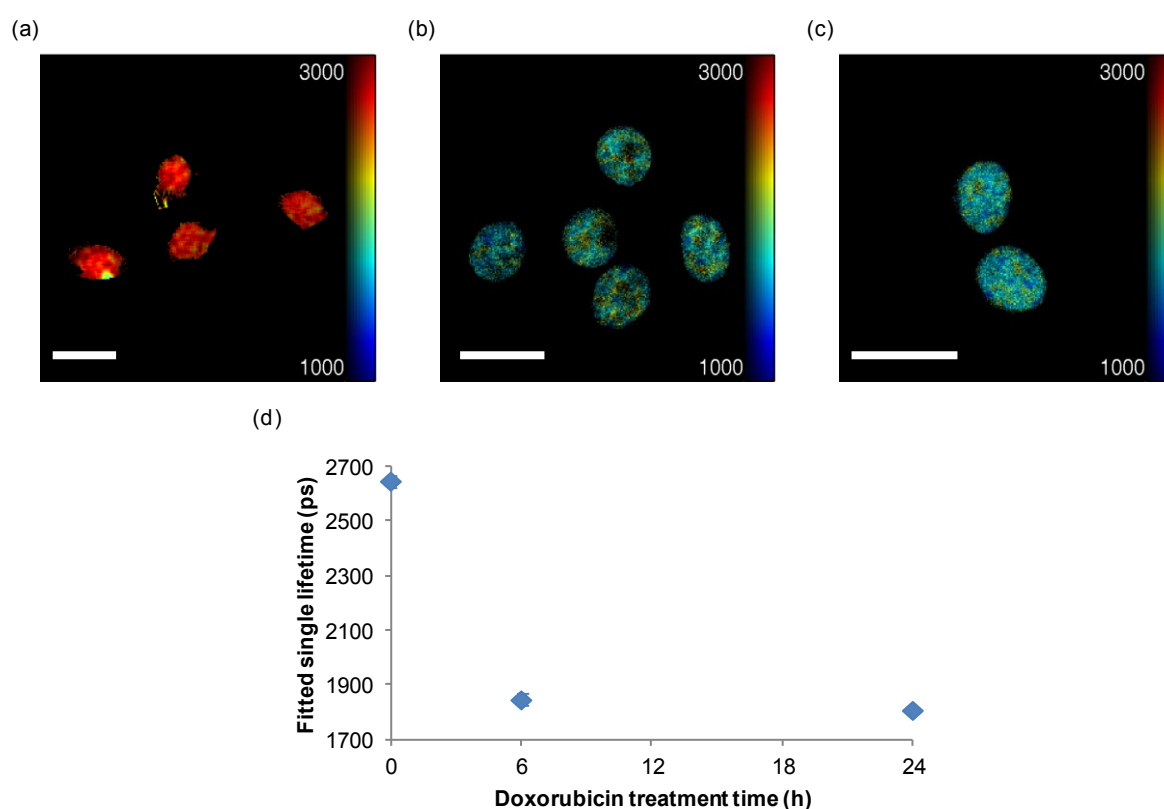 (a)
(b)
(c)
3000
3000
3000
1000
1000
1000
(d)
Fitted single lifetime (ps)
2700
2500
2300
2100
1900
1700
0
6
12
18
24
Doxorubicin treatment time (h)